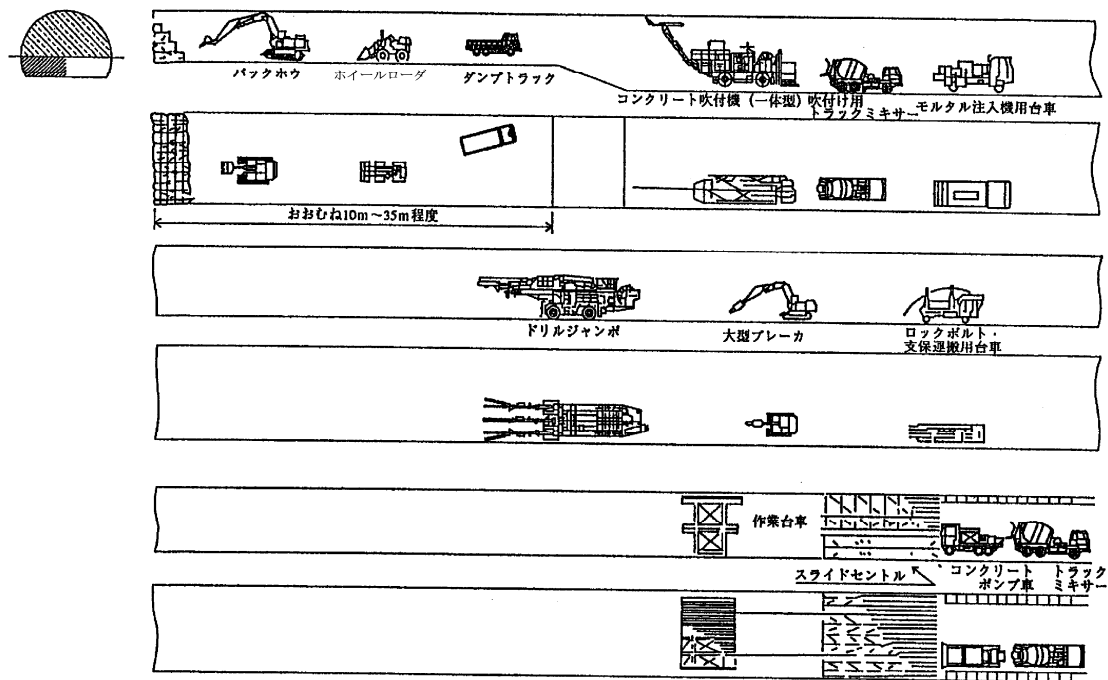 バックホウ
ホイールローダ
ダンプトラック
コンクリート吹付機（一体型）
吹付け用
トラックミキサー
モルタル注入機用台車
おおむね10m～35m程度
ドリルジャンボ
大型ブレーカ
ロックボルト・
支保運搬用台車
作業台車
スライドセントル
コンクリート
ポンプ車
トラック
ミキサー